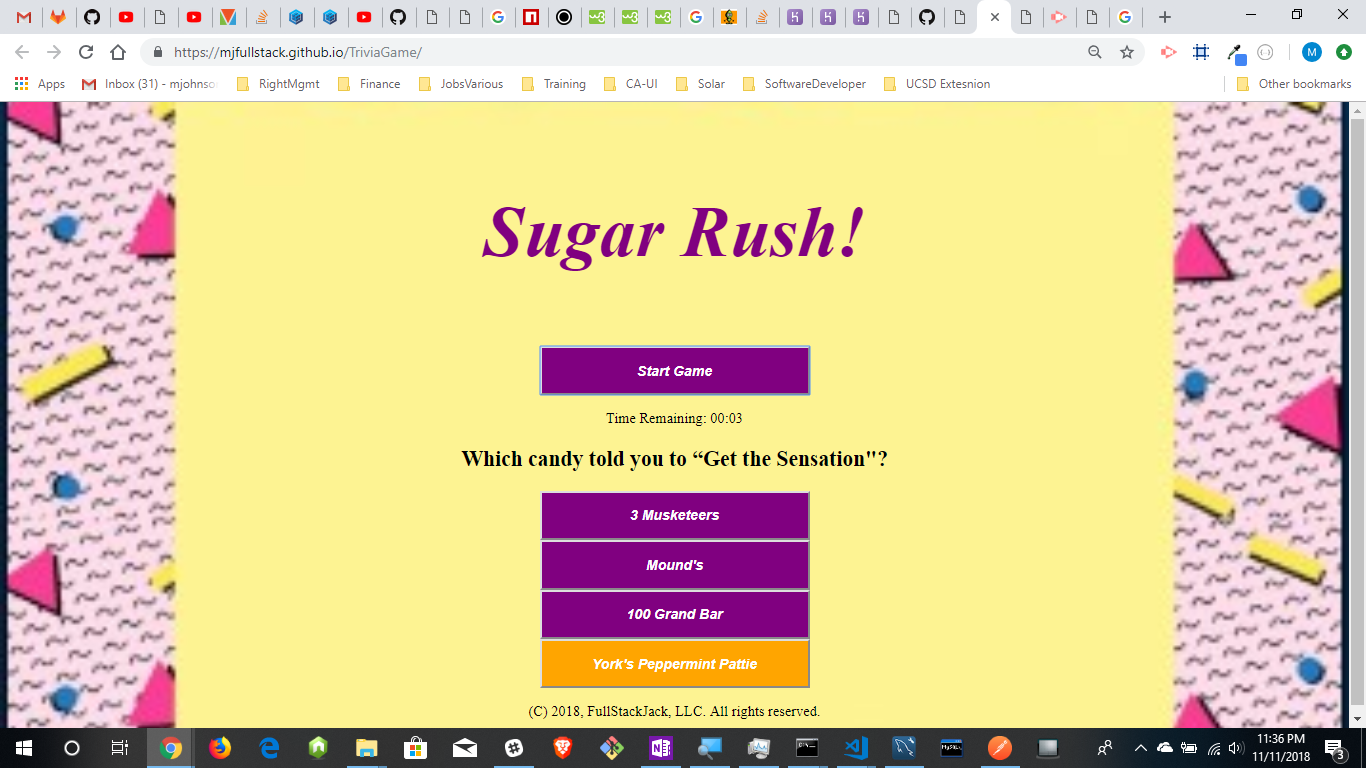 https://mjfullstack.github.io/TriviaGame/
M
Apps
Inbox (31) - mjohnso
RightMgmt
Finance
JobsVarious
Training
CA-UI
Solar
SoftwareDeveloper
UCSD Extesnion
Other bookmarks
Sugar Rush!
Start Game
Time Remaining: 00:03
Which candy told you to “Get the Sensation"?
3 Musketeers
Mound's
100 Grand Bar
York's Peppermint Pattie
(C) 2018, FullStackJack, LLC. All rights reserved.
11:36 PM
11/11/2018
3